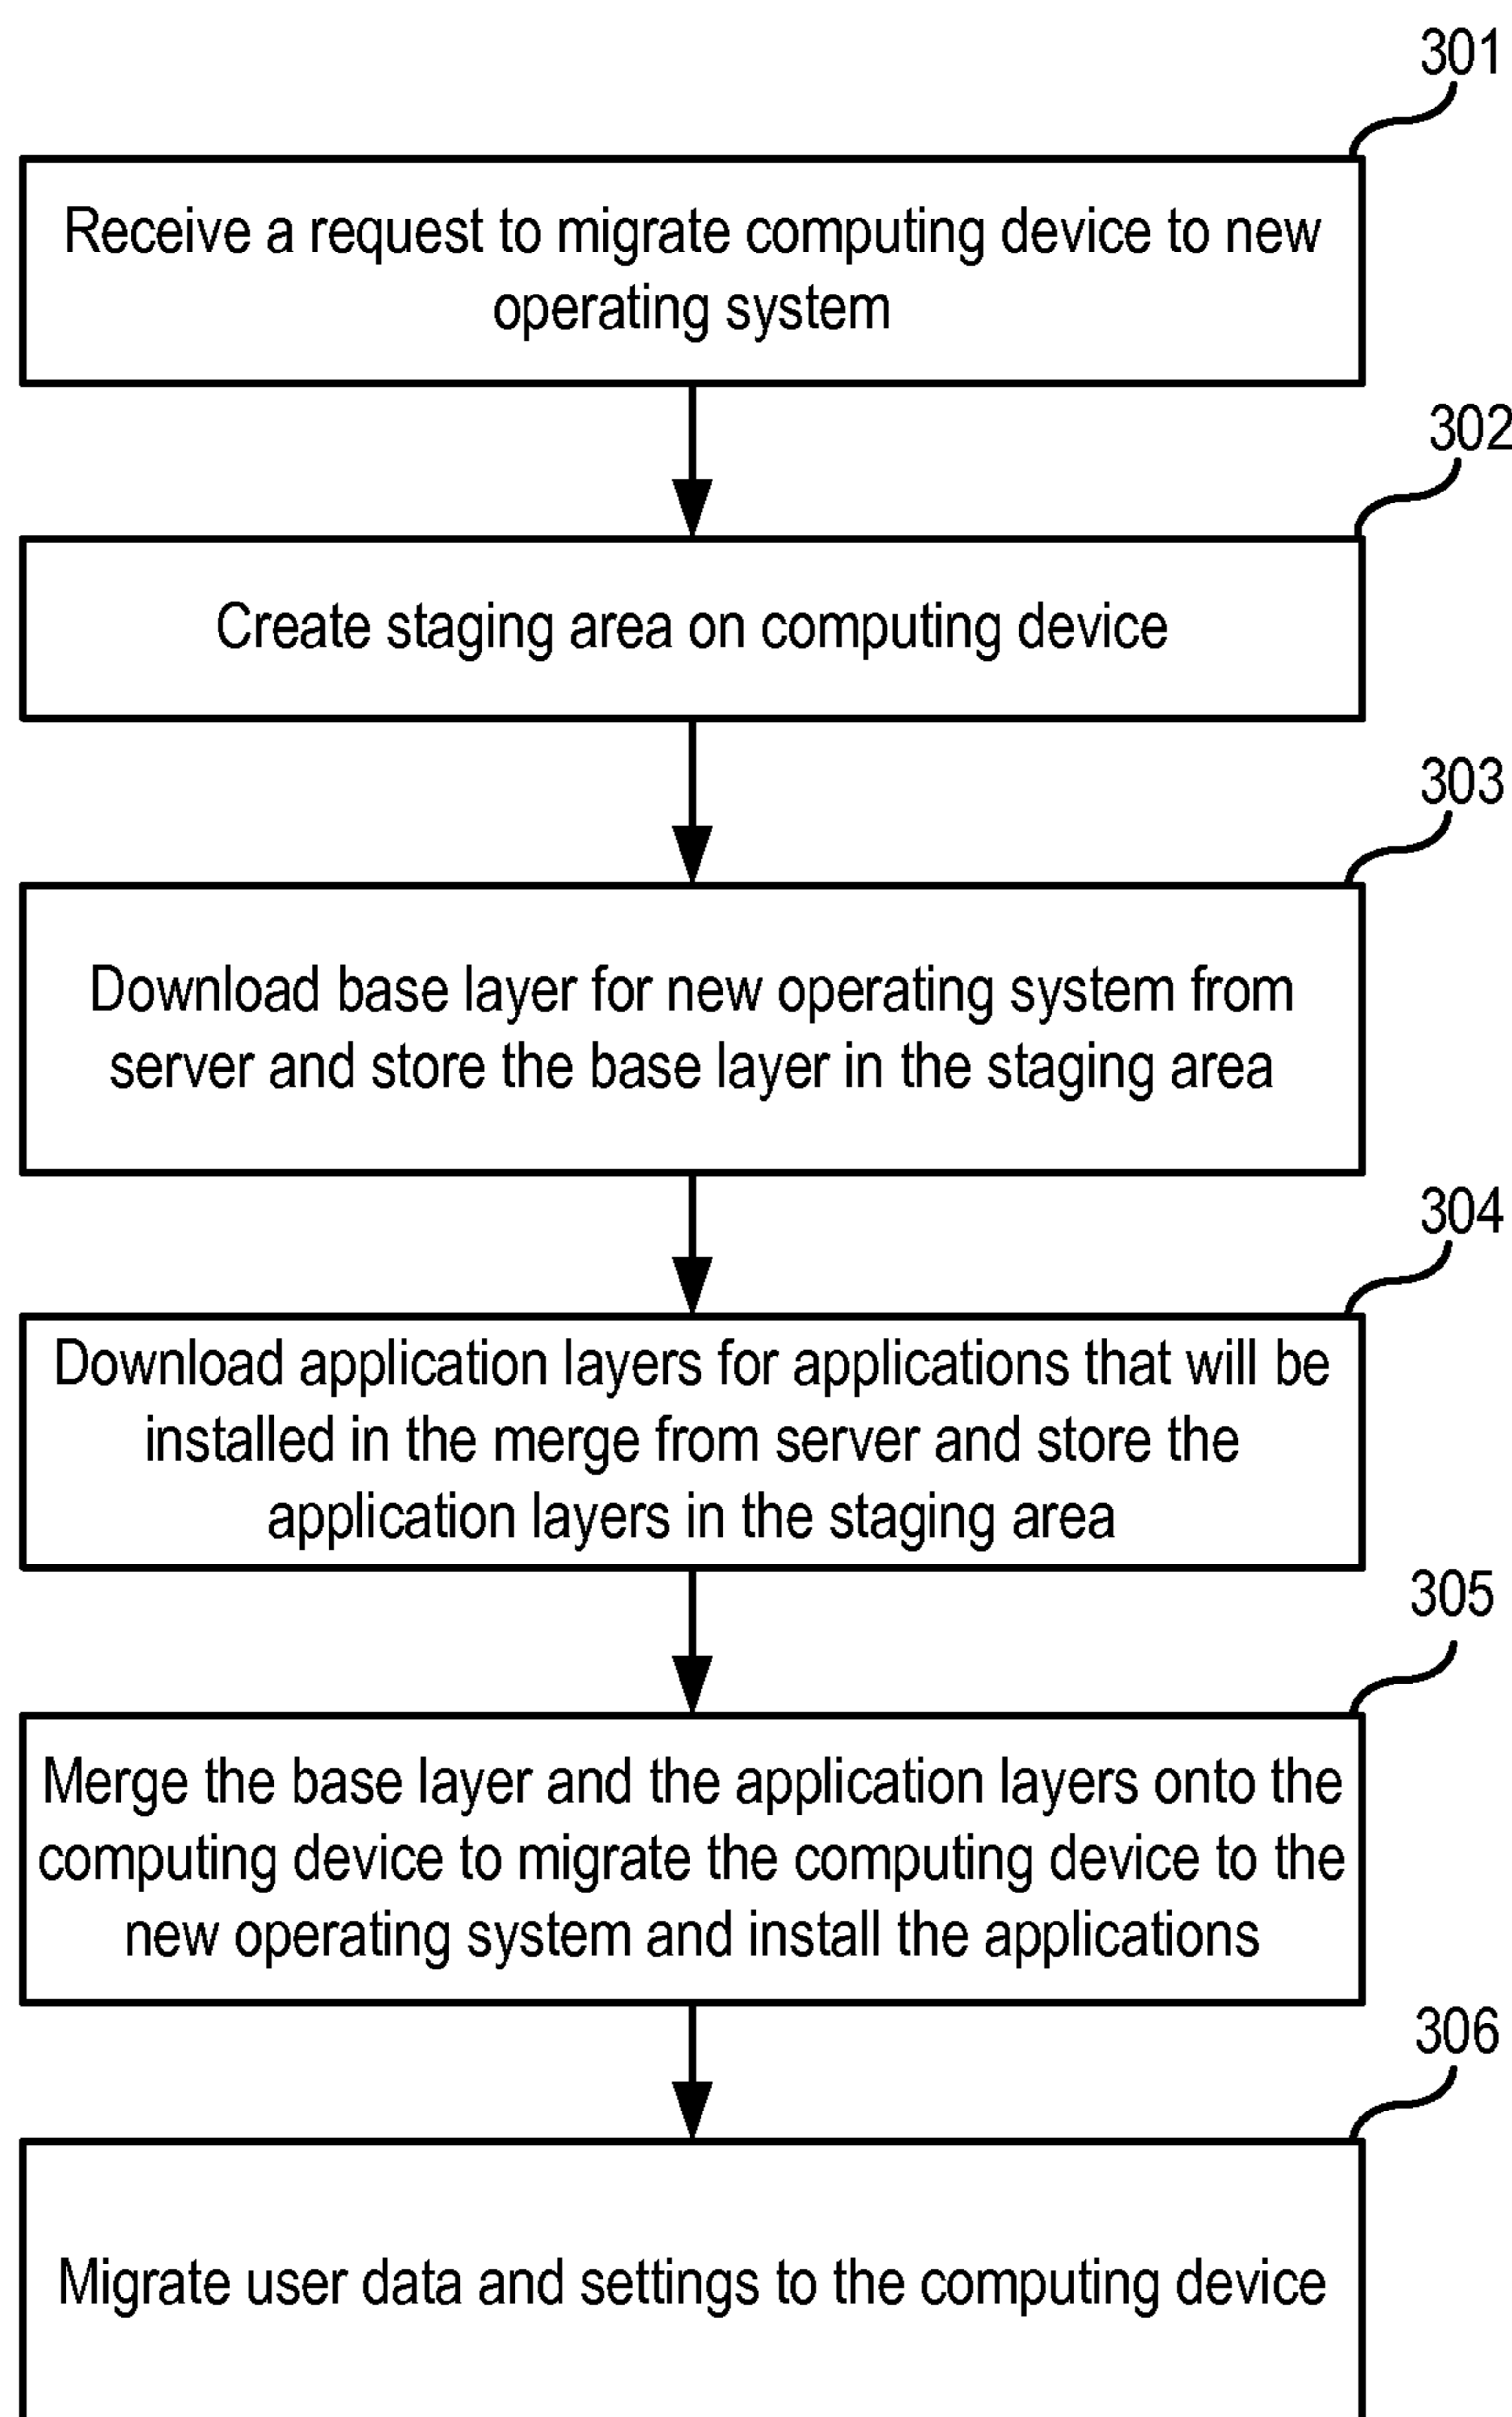 301
Receive a request to migrate computing device to new
operating system
302
Create staging area on computing device
303
Download base layer for new operating system from
server and store the base layer in the staging area
304
Download application layers for applications that will be
installed in the merge from server and store the
application layers in the staging area
305
Merge the base layer and the application layers onto the
computing device to migrate the computing device to the
new operating system and install the applications
306
Migrate user data and settings to the computing device